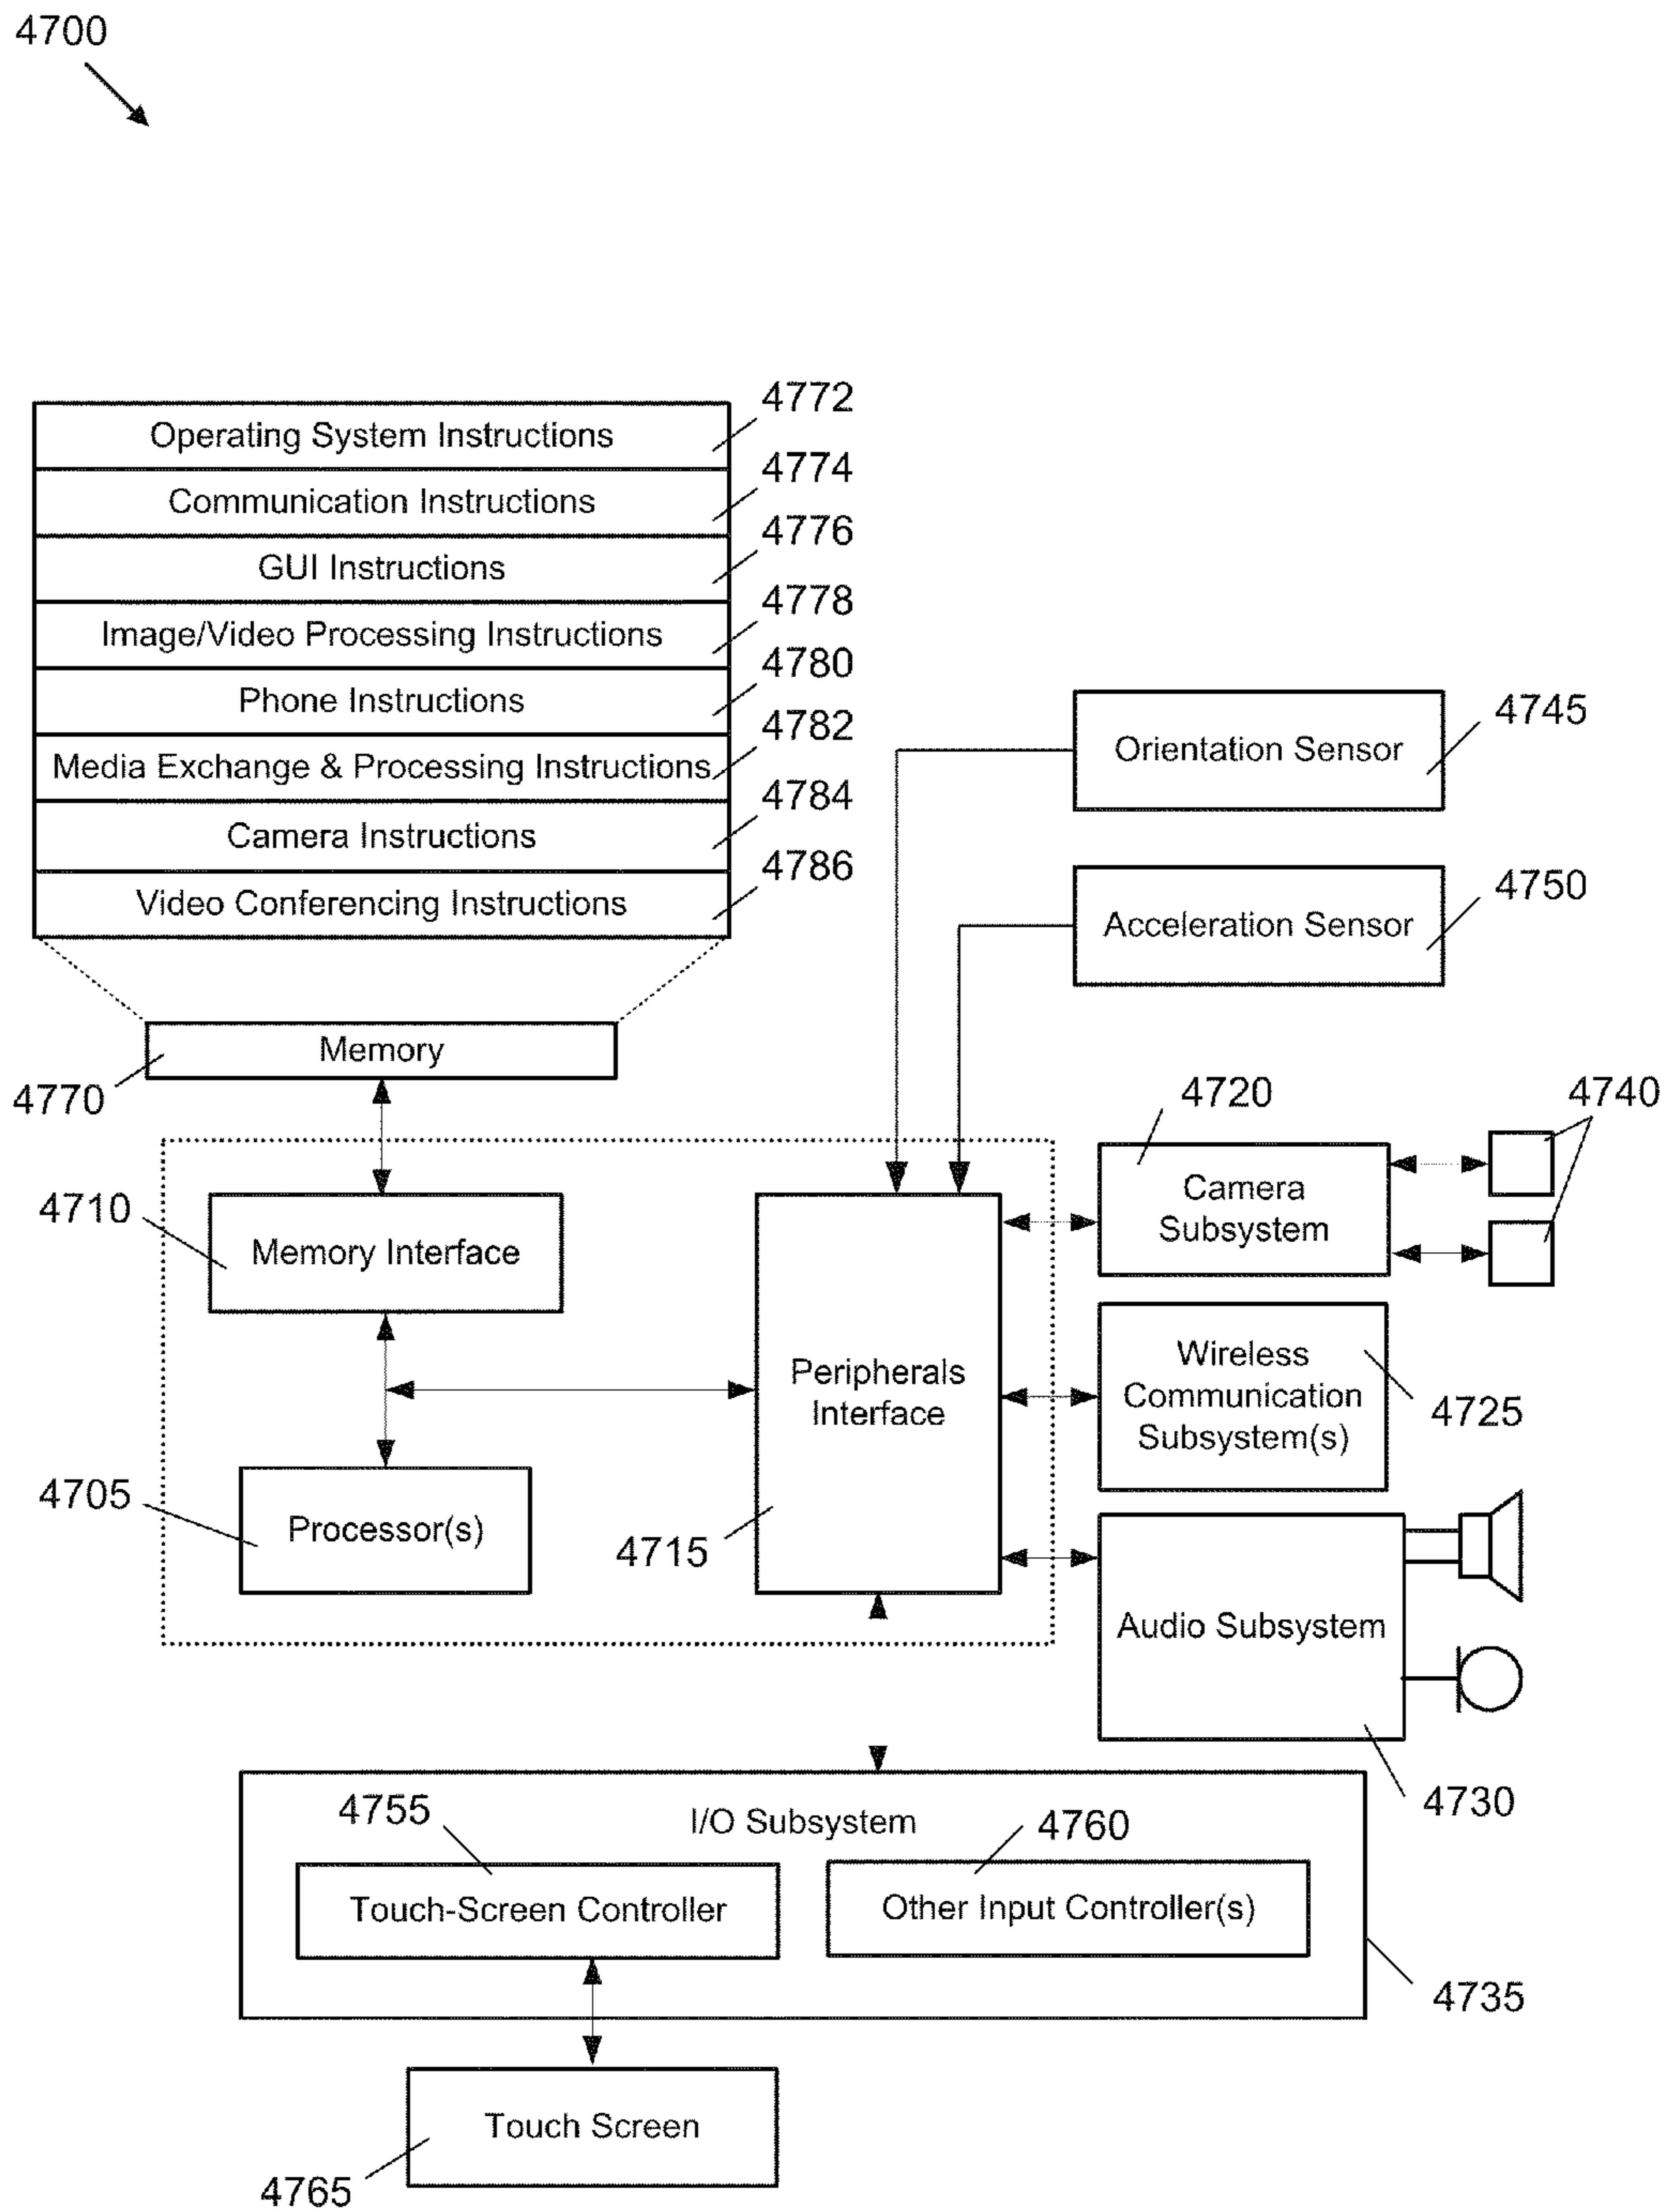 4700
4772
Operating System Instructions
4774
Communication Instructions
4776
GUI Instructions
4778
Image/Video Processing Instructions
4780
Phone Instructions
4782
Media Exchange & Processing Instructions
4784
Camera Instructions
4786
Video Conferencing Instructions
4745
Orientation Sensor
4750
Acceleration Sensor
Memory
4770
4720
4740
Camera
Subsystem
4710
Memory Interface
Peripherals
Interface
Wireless
Communication
Subsystem(s)
4725
4705
Processor(s)
4715
Audio Subsystem
4730
I/O Subsystem
4755
4760
Touch-Screen Controller
Other Input Controller(s)
4735
Touch Screen
4765